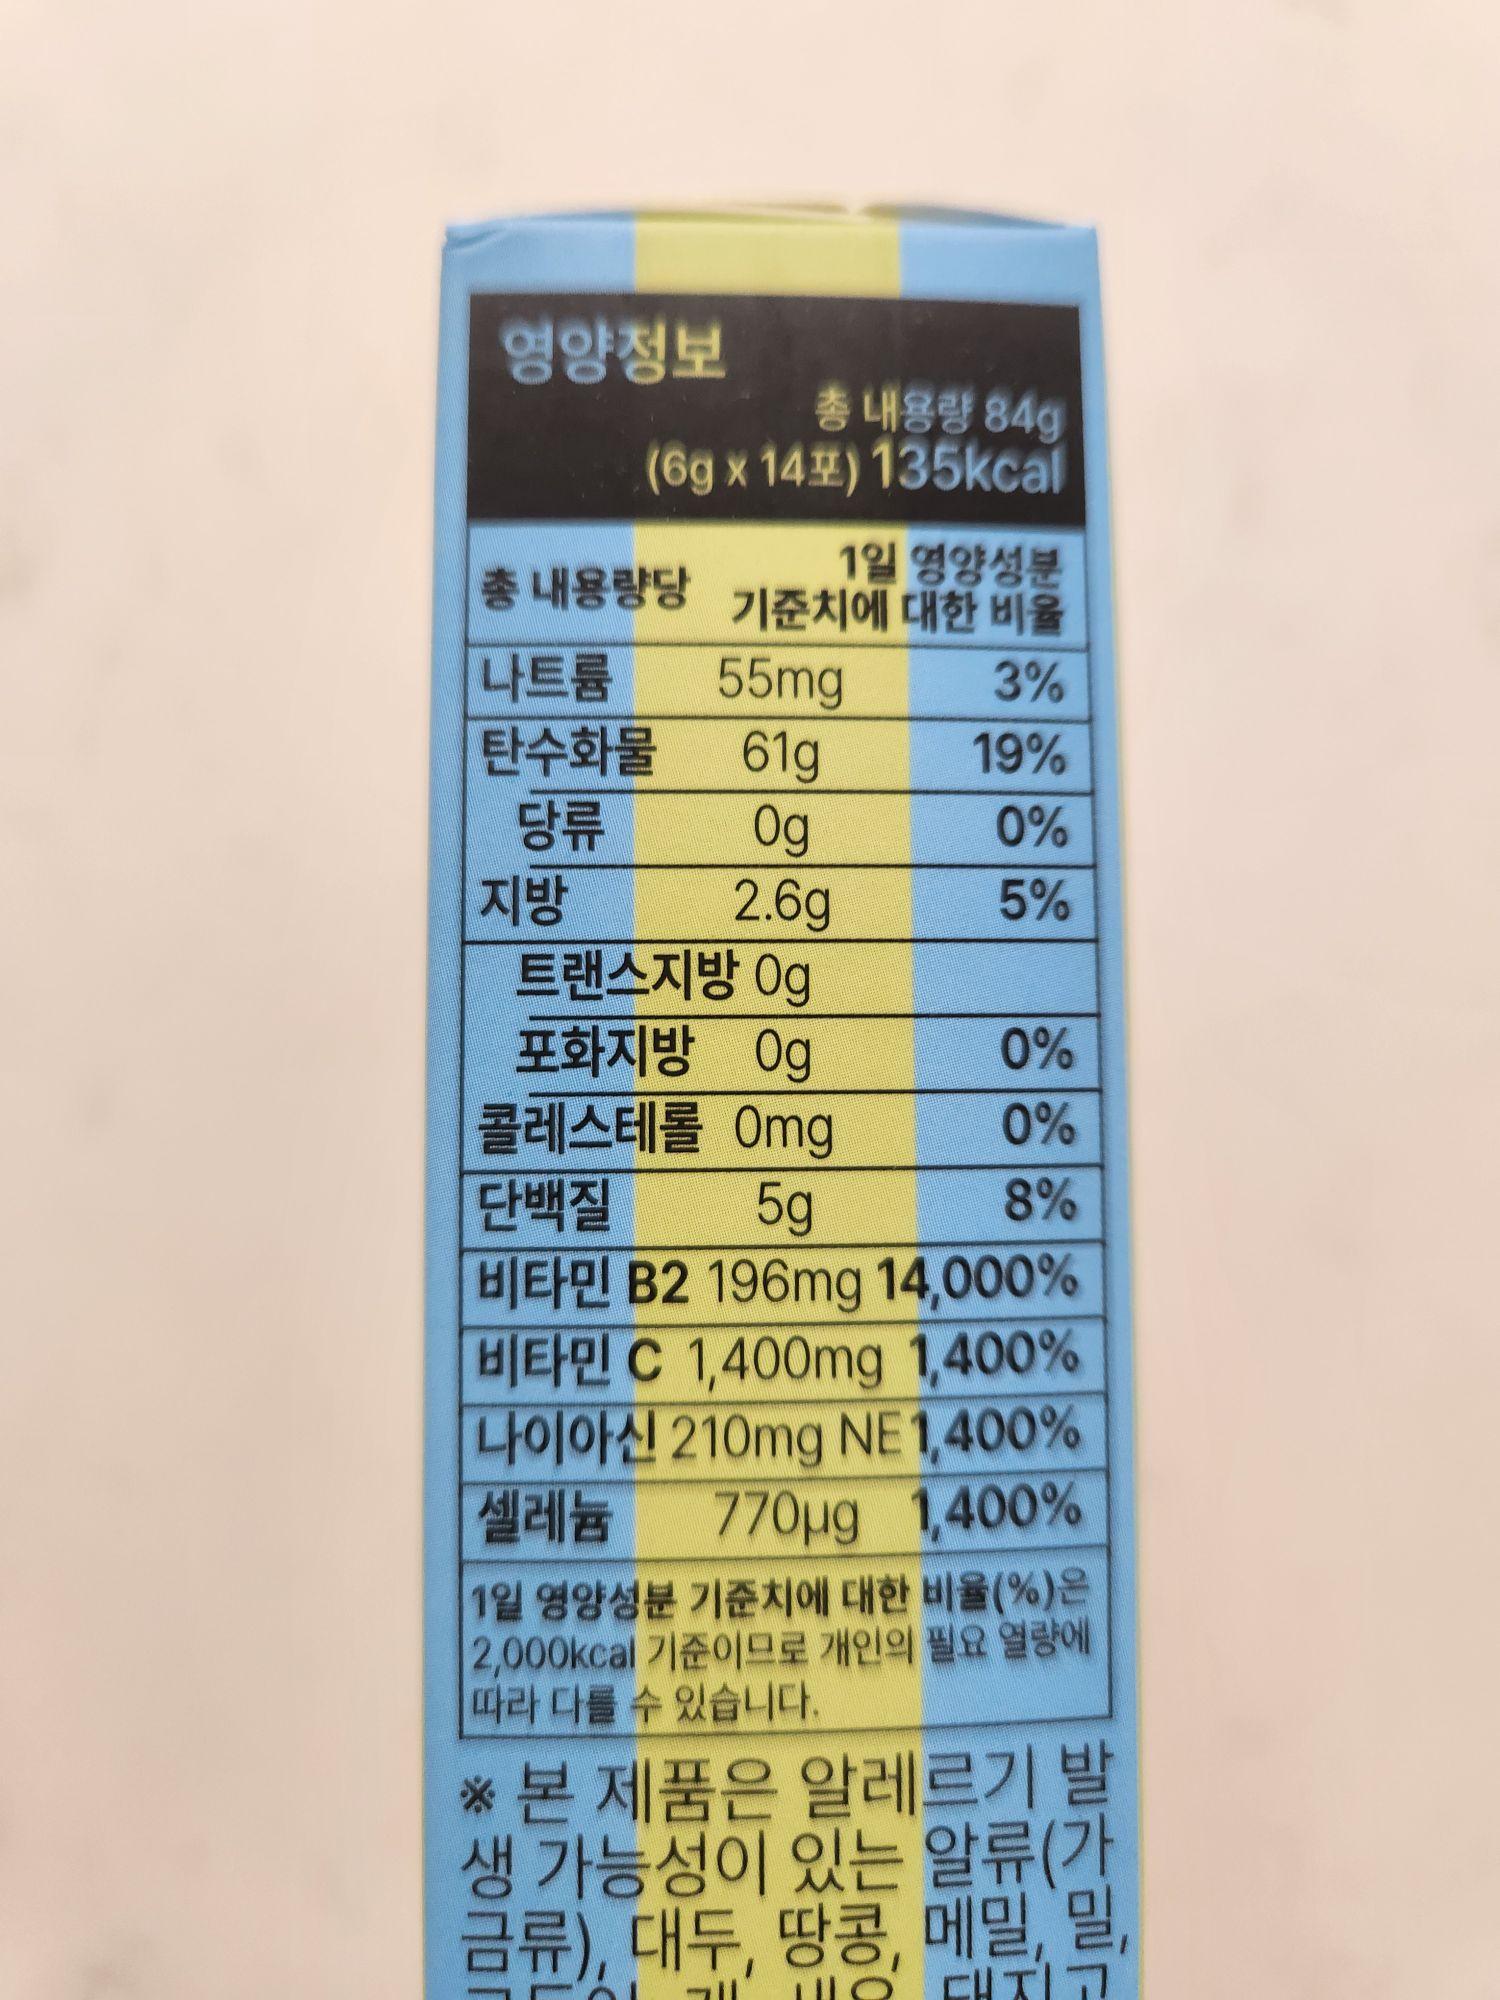 영양정보
총 내용량 84g
(6g x 14포) 135kcal
총 내용량당 1일 영양성분 기준치에 대한 비율
나트륨 55mg 3%
탄수화물 61g 19%
당류 0g 0%
지방 2.6g 5%
트랜스지방 0g
포화지방 0g 0%
콜레스테롤 0mg 0%
단백질 5g 8%
비타민 B2 196mg 14,000%
비타민 C 1,400mg 1,400%
나이아신 210mg NE 1,400%
셀레늄 770µg 1,400%
1일 영양성분 기준치에 대한 비율(%)은
2,000kcal 기준이므로 개인의 필요 열량에
따라 다를 수 있습니다.
※ 본 제품은 알레르기 발
생 가능성이 있는 알류(가
금류), 대두, 땅콩, 메밀, 밀,